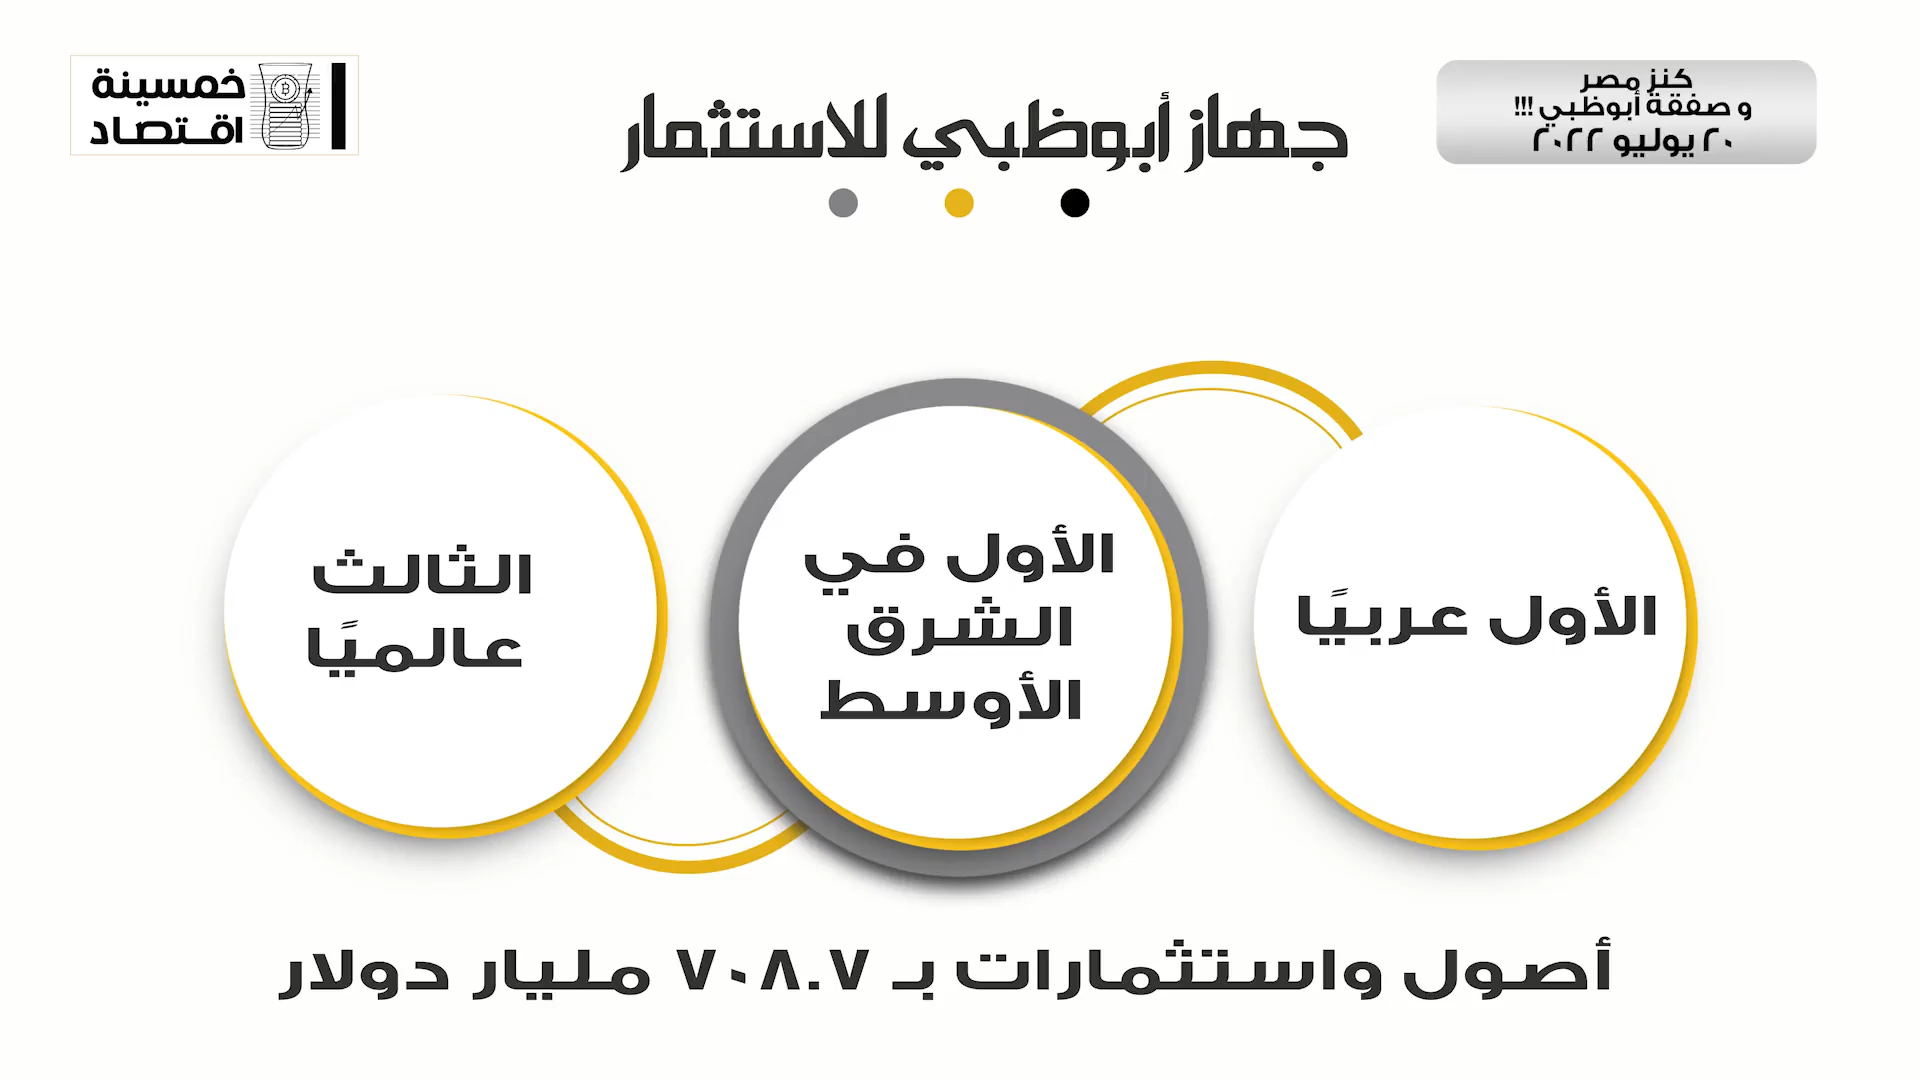 كنز مصر
و صفقة أبوظبي !!!
٢٠ يوليو ٢٠٢٢
جهاز أبوظبي للاستثمار
خمسينة
اقتصاد
الأول عربيًا
الأول في
الشرق
الأوسط
الثالث
عالميًا
أصول واستثمارات بـ ٧٠٨.٧ مليار دولار